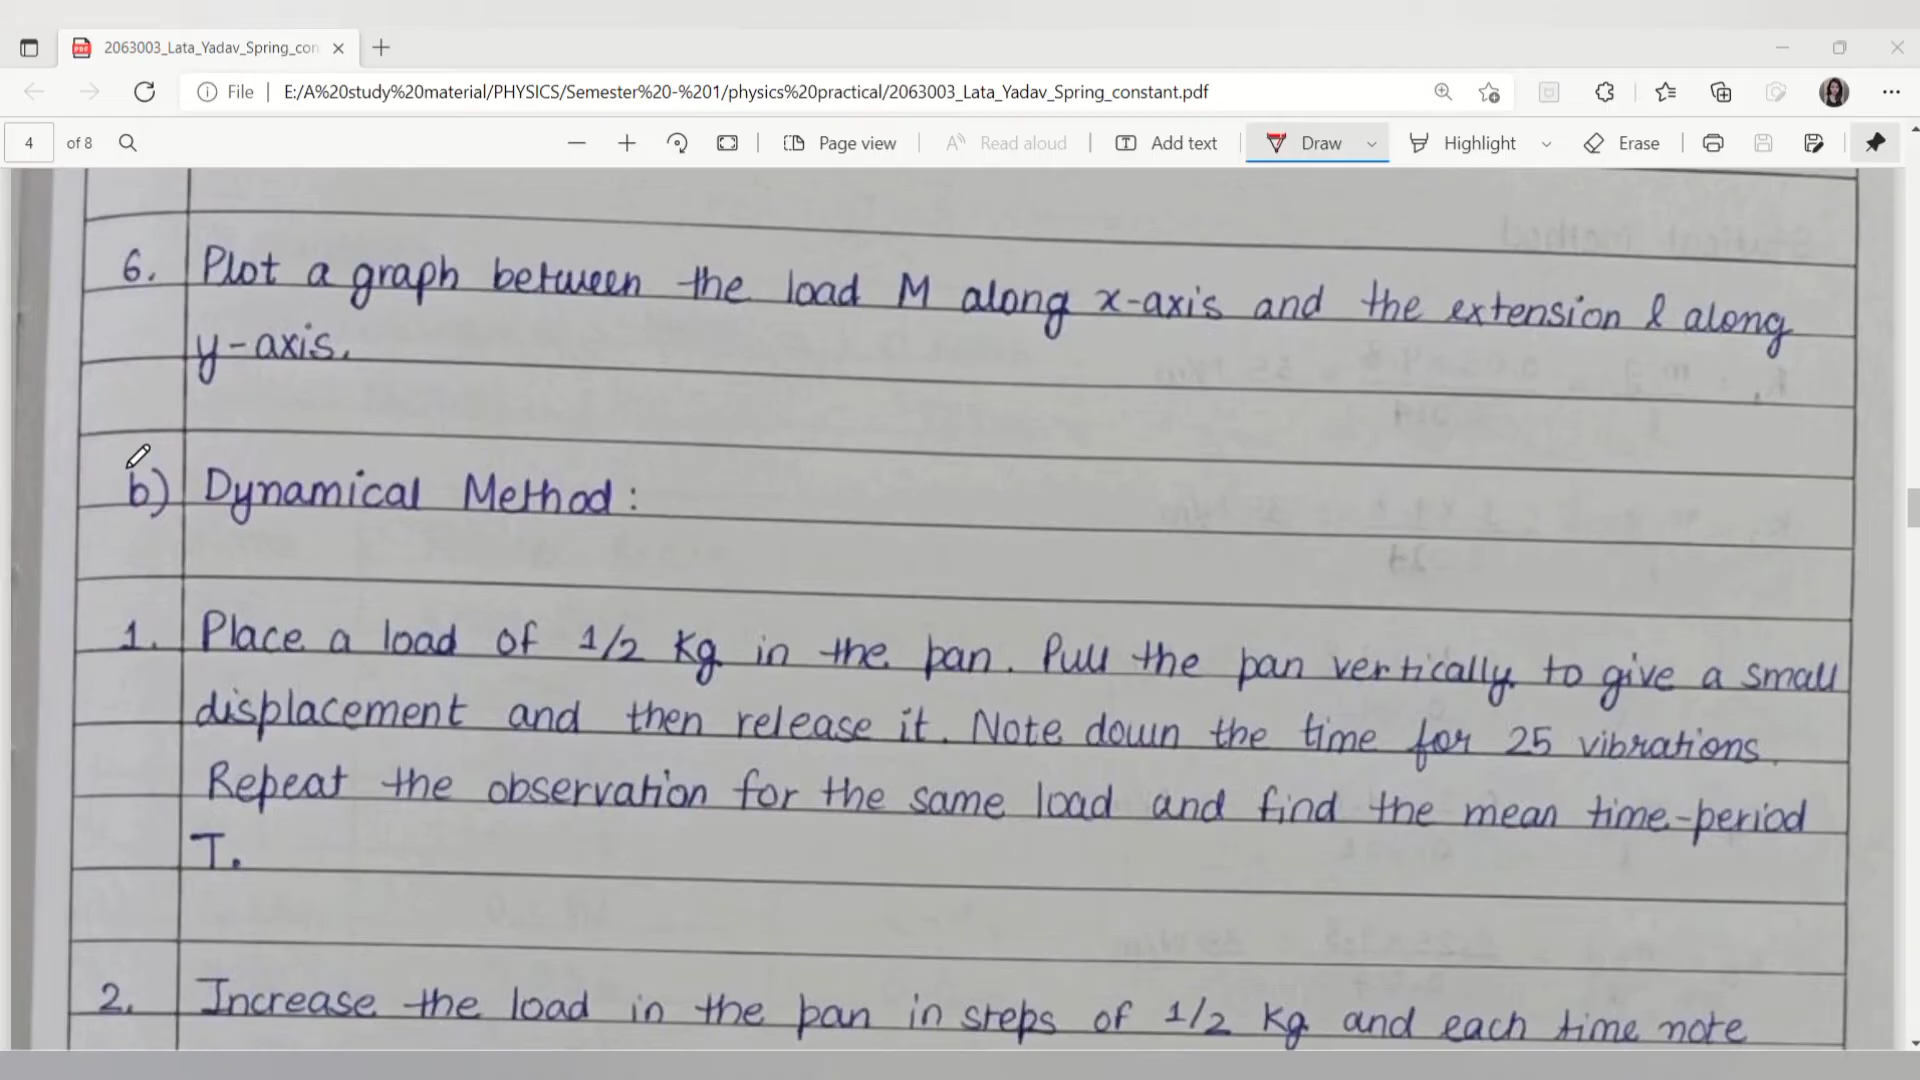 2063003_Lata_Yadav_Spring_con
File
E:/A%20study%20material/PHYSICS/Semester%20-%201/physics%20practical/2063003_Lata_Yadav_Spring_constant.pdf
4 of 8
Page view
Read aloud
Add text
Draw
Highlight
Erase
6. Plot a graph between the load M along x-axis and the extension l along
y-axis.
b) Dynamical Method :
1. Place a load of 1/2 Kg in the pan. Pull the pan vertically to give a small
displacement and then release it. Note down the time for 25 vibrations.
Repeat the observation for the same load and find the mean time-period
T.
2. Increase the load in the pan in steps of 1/2 Kg and each time note